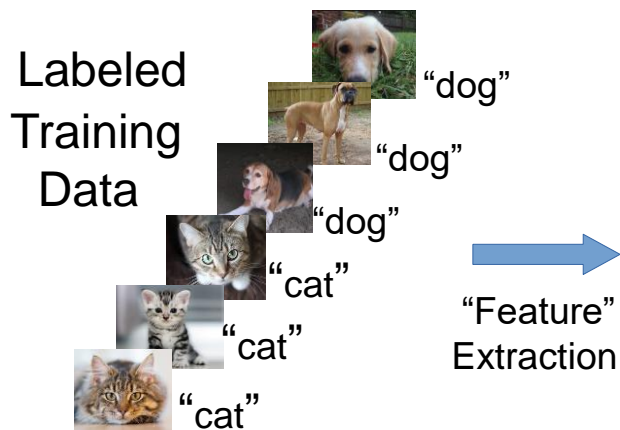 Labeled
Training
Data
“dog”
“dog”
“dog”
“cat”
“cat”
“cat”
“Feature”
Extraction